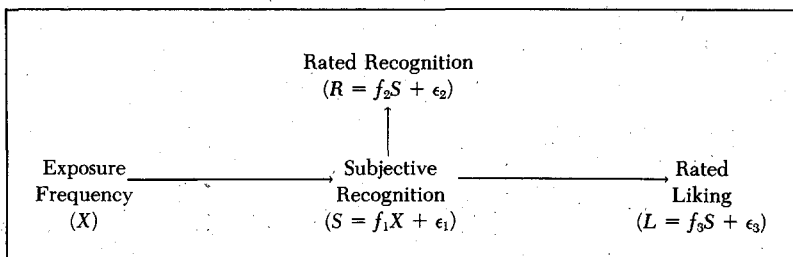 Rated Recognition
(R = f₂S + ϵ₂)
Exposure
Frequency
(X)
Subjective
Recognition
(S = f₁X + ϵ₁)
Rated
Liking
(L = f₃S + ϵ₃)